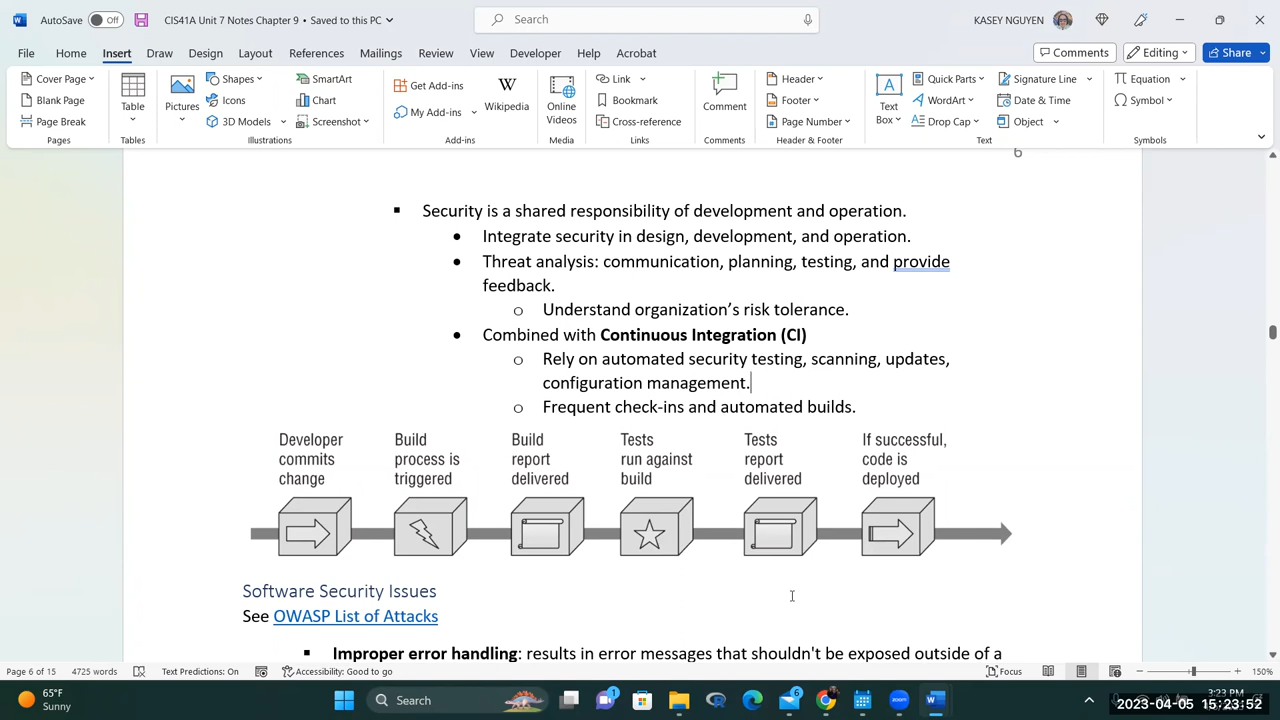 AutoSave Off CIS41A Unit 7 Notes Chapter 9 • Saved to this PC Search KASEY NGUYEN
File Home Insert Draw Design Layout References Mailings Review View Developer Help Acrobat Comments Editing Share
Cover Page
Blank Page
Page Break
Pages
Table
Tables
Pictures
Shapes
Icons
3D Models
SmartArt
Chart
Screenshot
Illustrations
Get Add-ins
My Add-ins
Wikipedia
Add-ins
Online
Videos
Media
Link
Bookmark
Cross-reference
Links
Comment
Comments
Header
Footer
Page Number
Header & Footer
Text
Box
Quick Parts
WordArt
Drop Cap
Signature Line
Date & Time
Object
Text
Equation
Symbol
Symbols
6
▪ Security is a shared responsibility of development and operation.
• Integrate security in design, development, and operation.
• Threat analysis: communication, planning, testing, and provide
feedback.
o Understand organization’s risk tolerance.
• Combined with Continuous Integration (CI)
o Rely on automated security testing, scanning, updates,
configuration management.
o Frequent check-ins and automated builds.
Developer
commits
change
Build
process is
triggered
Build
report
delivered
Tests
run against
build
Tests
report
delivered
If successful,
code is
deployed
Software Security Issues
See OWASP List of Attacks
▪ Improper error handling: results in error messages that shouldn't be exposed outside of a
Page 6 of 15 4725 words Text Predictions: On Accessibility: Good to go Focus 150%
65°F
Sunny
Search
1
6
3:23 PM
2023-04-05 15:23:52